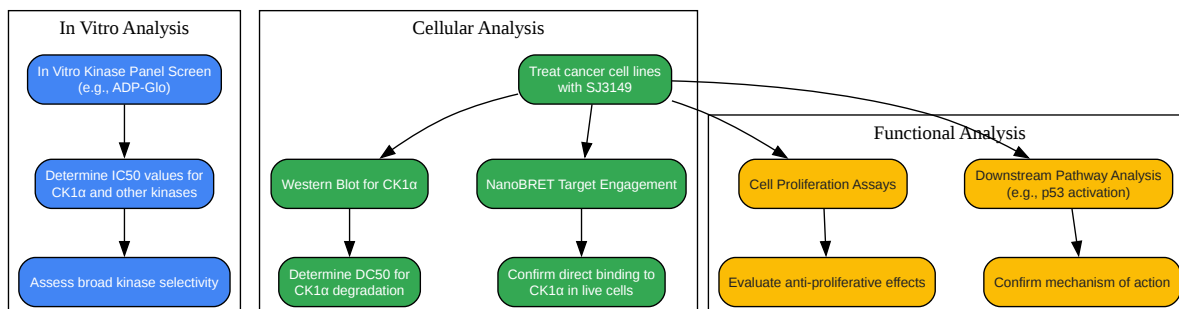 In Vitro Analysis
In Vitro Kinase Panel Screen
(e.g., ADP-Glo)
Determine IC50 values for
CK1α and other kinases
Assess broad kinase selectivity
Cellular Analysis
Treat cancer cell lines
with SJ3149
Western Blot for CK1α
NanoBRET Target Engagement
Determine DC50 for
CK1α degradation
Confirm direct binding to
CK1α in live cells
Functional Analysis
Cell Proliferation Assays
Downstream Pathway Analysis
(e.g., p53 activation)
Evaluate anti-proliferative effects
Confirm mechanism of action